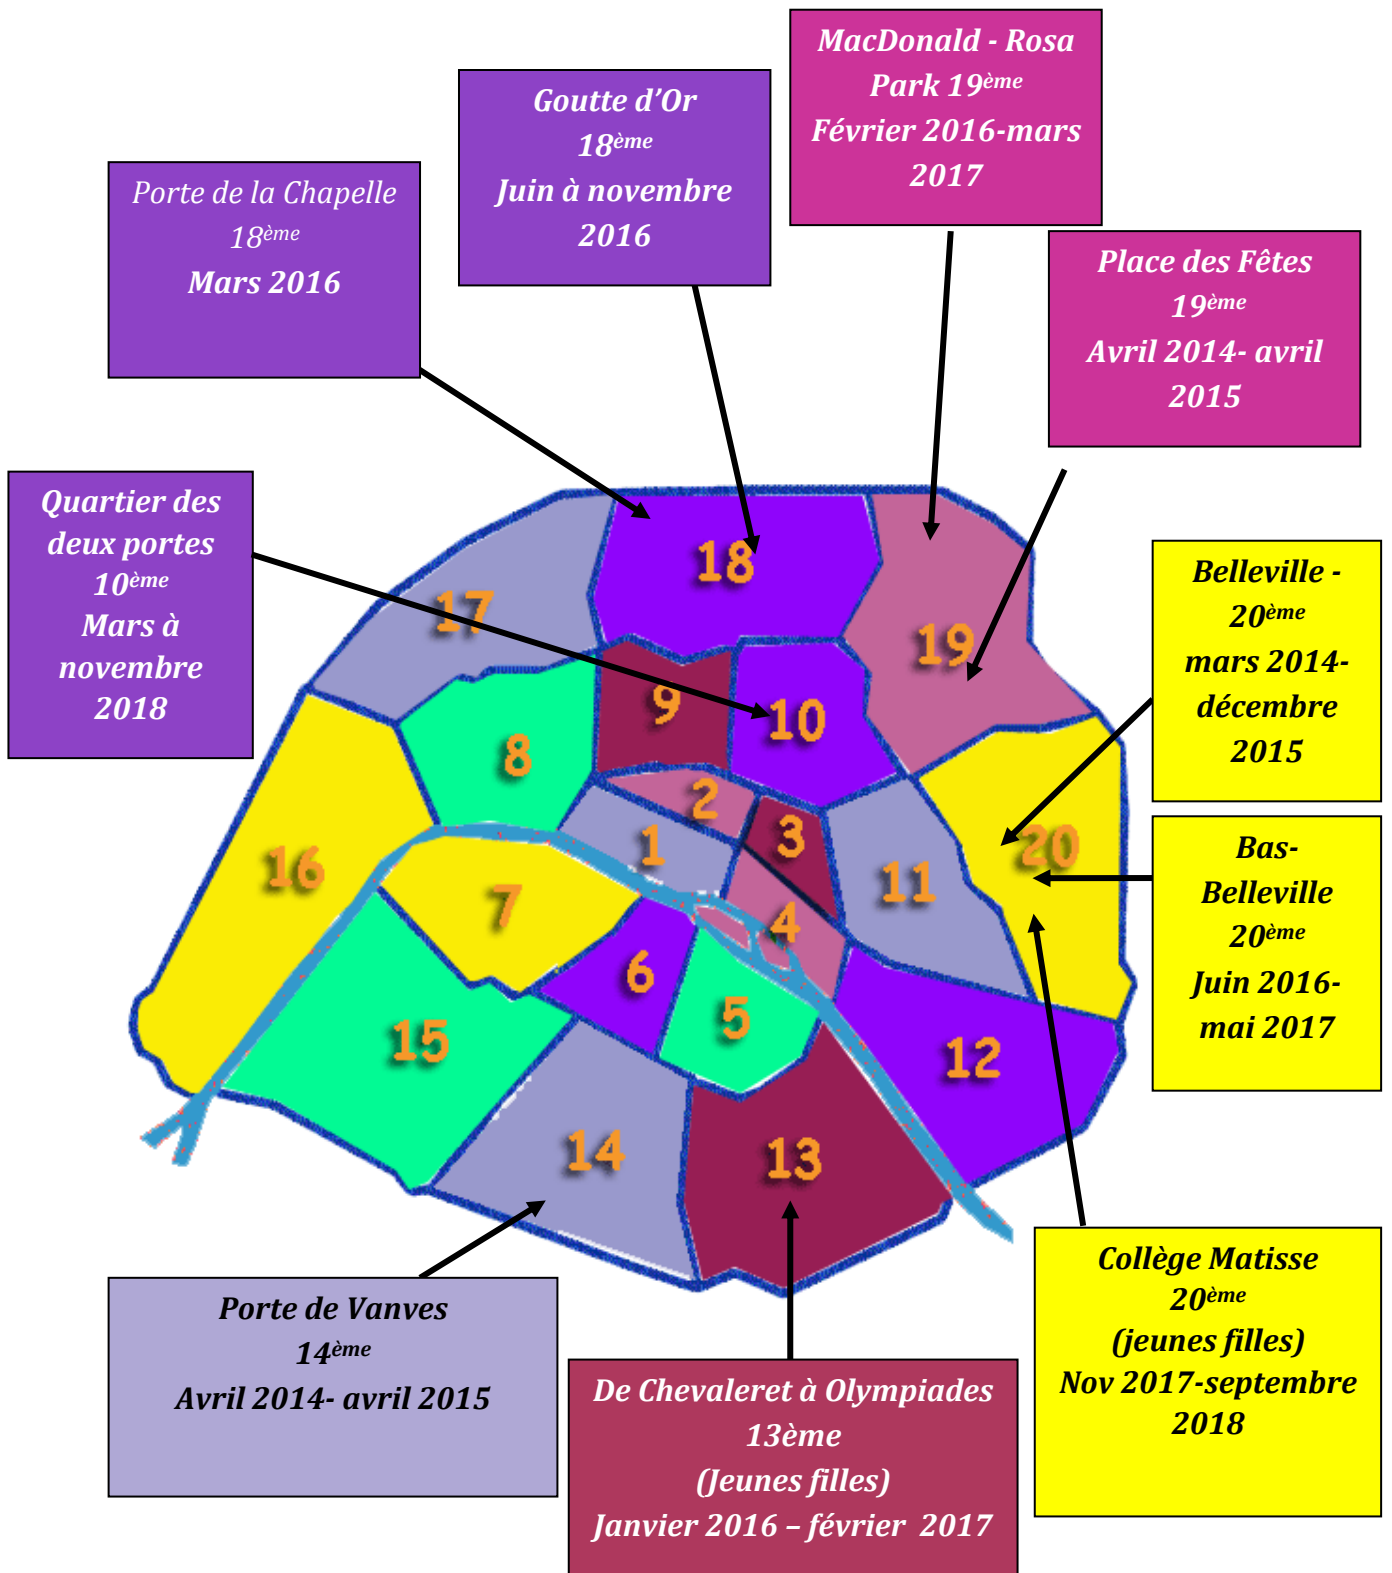 MacDonald - Rosa
Park 19ème
Février 2016-mars
2017
Goutte d'Or
18ème
Juin à novembre
2016
Porte de la Chapelle
18ème
Mars 2016
Place des Fêtes
19ème
Avril 2014- avril
2015
Quartier des
deux portes
10ème
Mars à
novembre
2018
Belleville -
20ème
mars 2014-
décembre
2015
Bas-
Belleville
20ème
Juin 2016-
mai 2017
18
17
19
9
10
8
2
3
1
20
16
11
7
4
6
5
15
12
14
13
Collège Matisse
20ème
(jeunes filles)
Nov 2017-septembre
2018
Porte de Vanves
14ème
Avril 2014- avril 2015
De Chevaleret à Olympiades
13ème
(Jeunes filles)
Janvier 2016 – février 2017